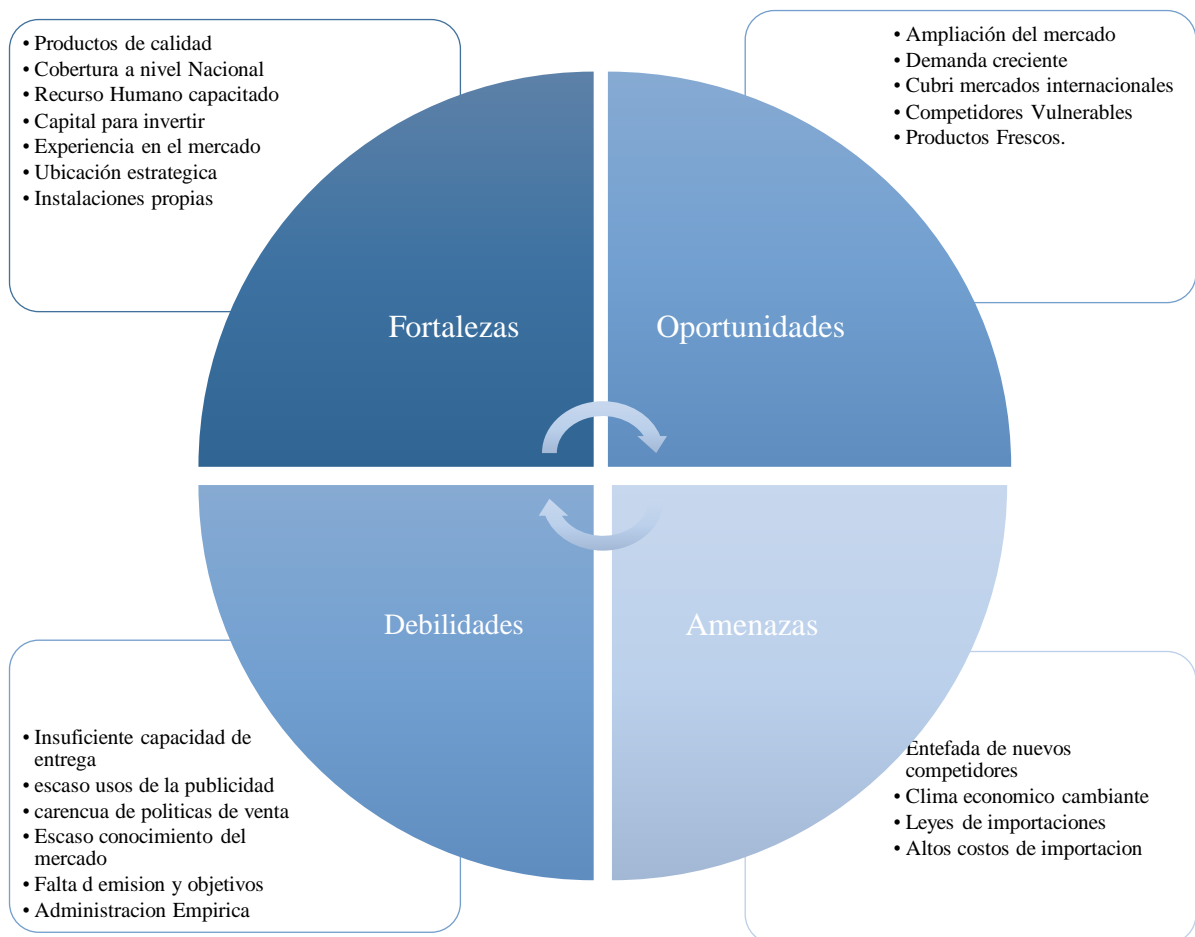 • Productos de calidad
• Cobertura a nivel Nacional
• Recurso Humano capacitado
• Capital para invertir
• Experiencia en el mercado
• Ubicación estrategica
• Instalaciones propias
• Ampliación del mercado
• Demanda creciente
• Cubri mercados internacionales
• Competidores Vulnerables
• Productos Frescos.
Fortalezas
Oportunidades
Debilidades
Amenazas
• Insuficiente capacidad de
entrega
• escaso usos de la publicidad
• carencua de politicas de venta
• Escaso conocimiento del
mercado
• Falta d emision y objetivos
• Administracion Empirica
Entefada de nuevos
competidores
• Clima economico cambiante
• Leyes de importaciones
• Altos costos de importacion